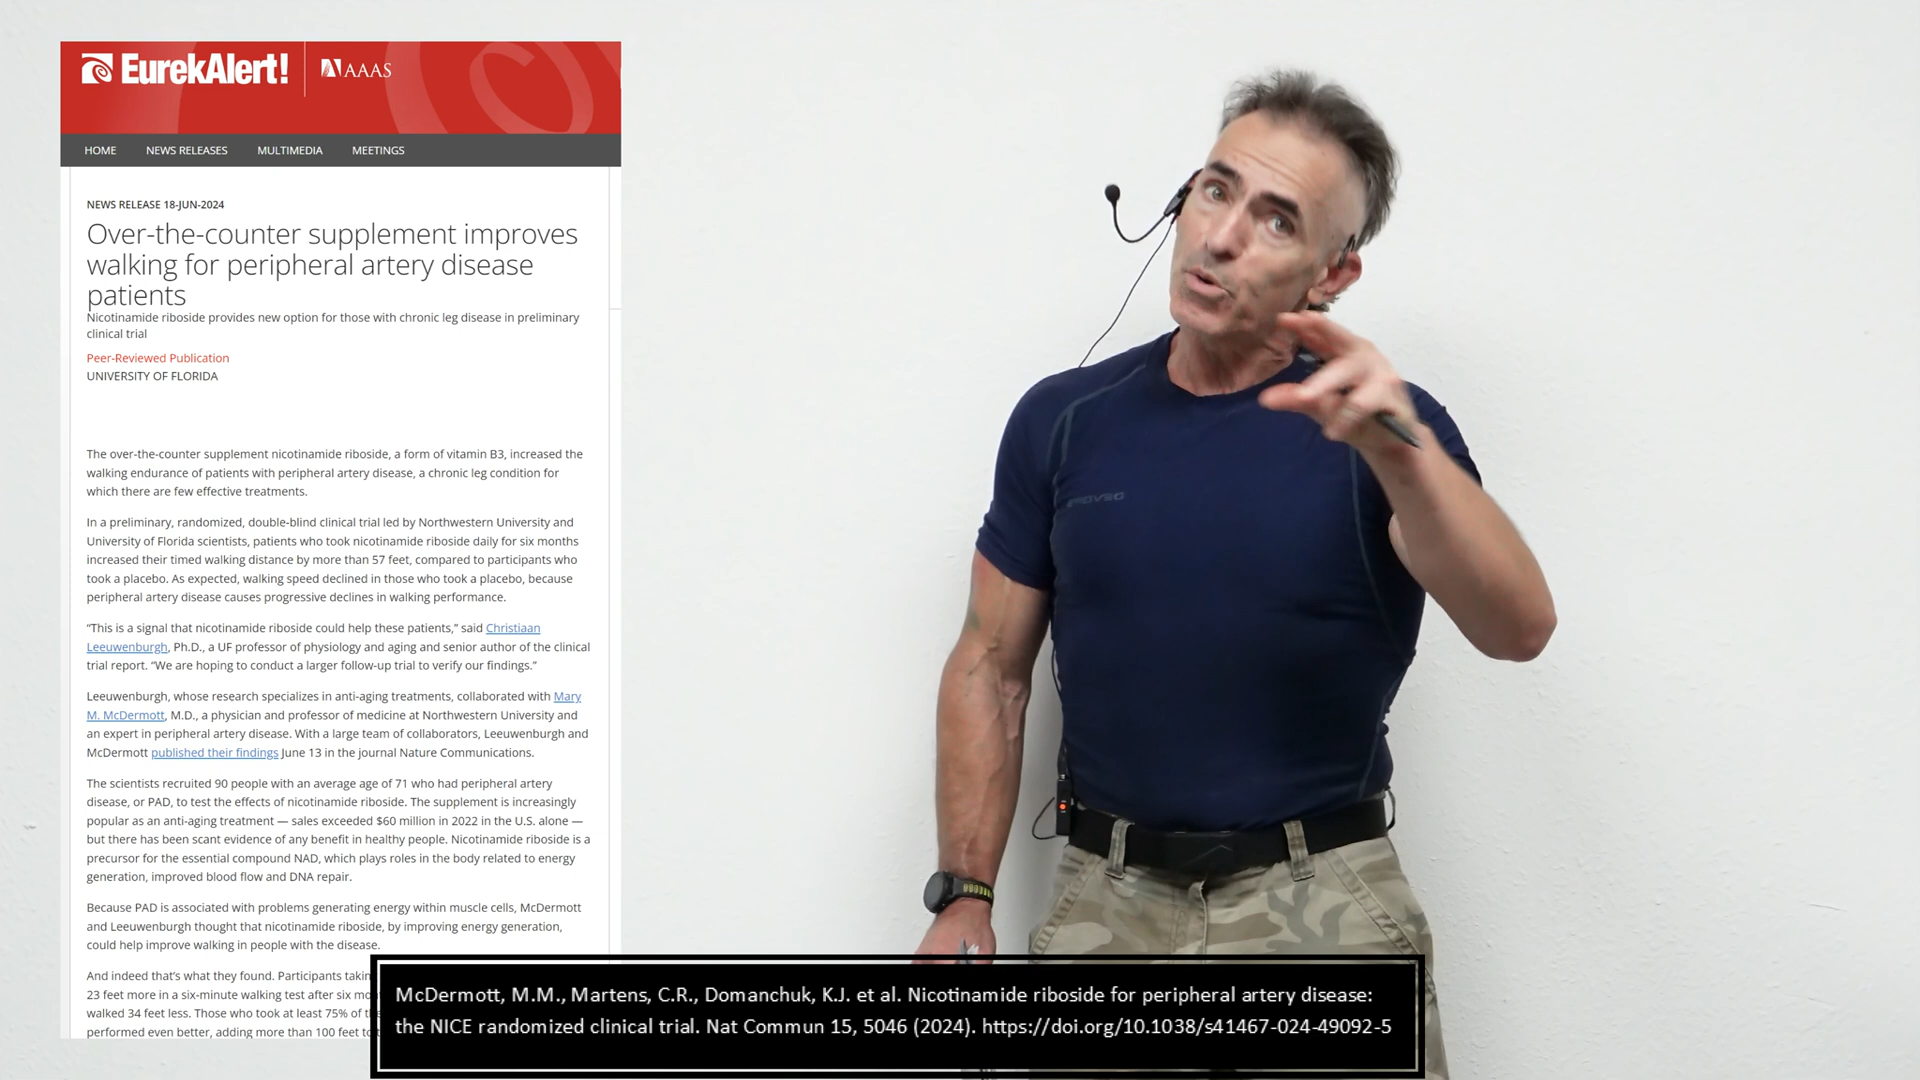 EurekAlert!
AAAS
HOME NEWS RELEASES MULTIMEDIA MEETINGS
NEWS RELEASE 18-JUN-2024
Over-the-counter supplement improves
walking for peripheral artery disease
patients
Nicotinamide riboside provides new option for those with chronic leg disease in preliminary
clinical trial
Peer-Reviewed Publication
UNIVERSITY OF FLORIDA
The over-the-counter supplement nicotinamide riboside, a form of vitamin B3, increased the
walking endurance of patients with peripheral artery disease, a chronic leg condition for
which there are few effective treatments.
In a preliminary, randomized, double-blind clinical trial led by Northwestern University and
University of Florida scientists, patients who took nicotinamide riboside daily for six months
increased their timed walking distance by more than 57 feet, compared to participants who
took a placebo. As expected, walking speed declined in those who took a placebo, because
peripheral artery disease causes progressive declines in walking performance.
“This is a signal that nicotinamide riboside could help these patients,” said Christiaan
Leeuwenburgh, Ph.D., a UF professor of physiology and aging and senior author of the clinical
trial report. “We are hoping to conduct a larger follow-up trial to verify our findings.”
Leeuwenburgh, whose research specializes in anti-aging treatments, collaborated with Mary
M. McDermott, M.D., a physician and professor of medicine at Northwestern University and
an expert in peripheral artery disease. With a large team of collaborators, Leeuwenburgh and
McDermott published their findings June 13 in the journal Nature Communications.
The scientists recruited 90 people with an average age of 71 who had peripheral artery
disease, or PAD, to test the effects of nicotinamide riboside. The supplement is increasingly
popular as an anti-aging treatment — sales exceeded $60 million in 2022 in the U.S. alone —
but there has been scant evidence of any benefit in healthy people. Nicotinamide riboside is a
precursor for the essential compound NAD, which plays roles in the body related to energy
generation, improved blood flow and DNA repair.
Because PAD is associated with problems generating energy within muscle cells, McDermott
and Leeuwenburgh thought that nicotinamide riboside, by improving energy generation,
could help improve walking in people with the disease.
And indeed that’s what they found. Participants
23 feet more in a six-minute walking test after six
walked 34 feet less. Those who took at least 75% of
performed even better, adding more than 100 feet
McDermott, M.M., Martens, C.R., Domanchuk, K.J. et al. Nicotinamide riboside for peripheral artery disease:
the NICE randomized clinical trial. Nat Commun 15, 5046 (2024). https://doi.org/10.1038/s41467-024-49092-5